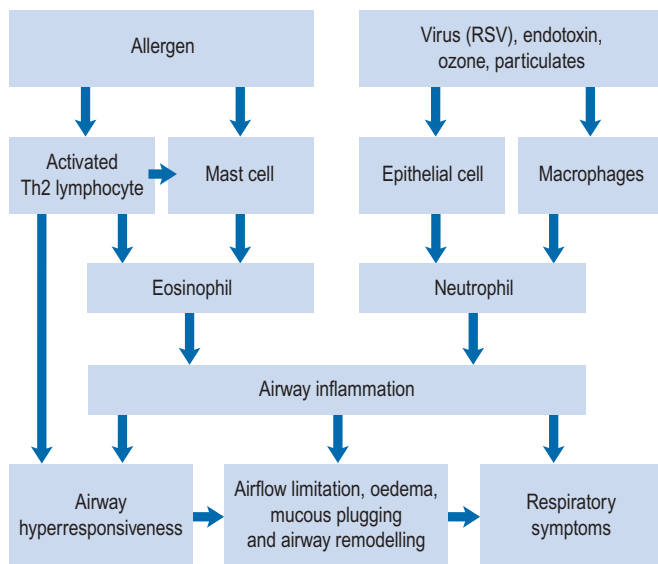 Allergen
Virus (RSV), endotoxin,
ozone, particulates
Activated
Th2 lymphocyte
Mast cell
Epithelial cell
Macrophages
Eosinophil
Neutrophil
Airway inflammation
Airway
hyperresponsiveness
Airflow limitation, oedema,
mucous plugging
and airway remodelling
Respiratory
symptoms